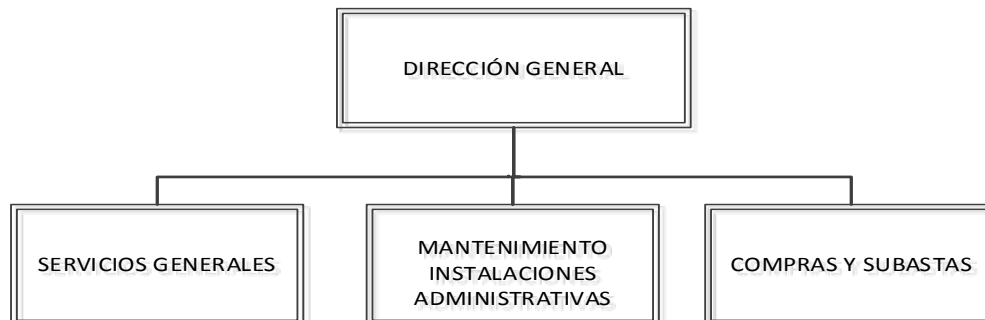 DIRECCIÓN GENERAL
SERVICIOS GENERALES
MANTENIMIENTO
INSTALACIONES
ADMINISTRATIVAS
COMPRAS Y SUBASTAS